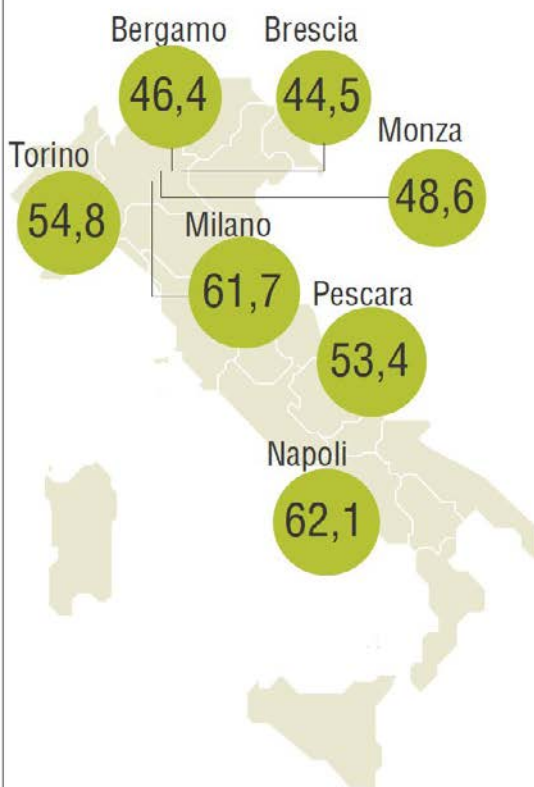 Bergamo
46,4
Brescia
44,5
Monza
48,6
Torino
54,8
Milano
61,7
Pescara
53,4
Napoli
62,1